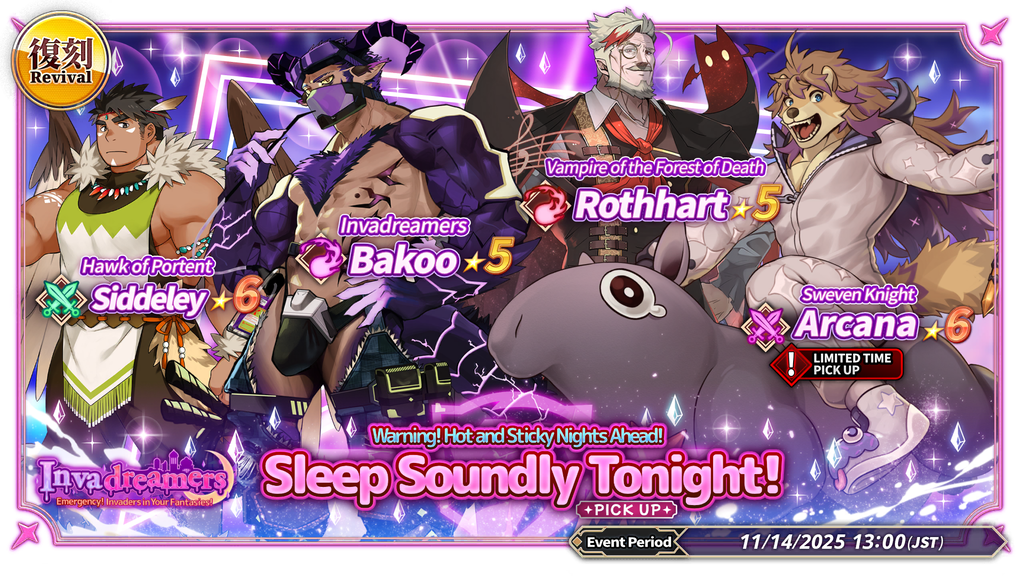 復刻
Revival
Vampire of the Forest of Death
Rothhart ★5
Invadreamers
Bakoo ★5
Hawk of Portent
Siddeley ★6
Sweven Knight
Arcana ★6
! LIMITED TIME
PICK UP
Warning! Hot and Sticky Nights Ahead!
Sleep Soundly Tonight!
PICK UP
Invadreamers
Emergency! Invaders in Your Fantasies!
Event Period 11/14/2025 13:00(JST)